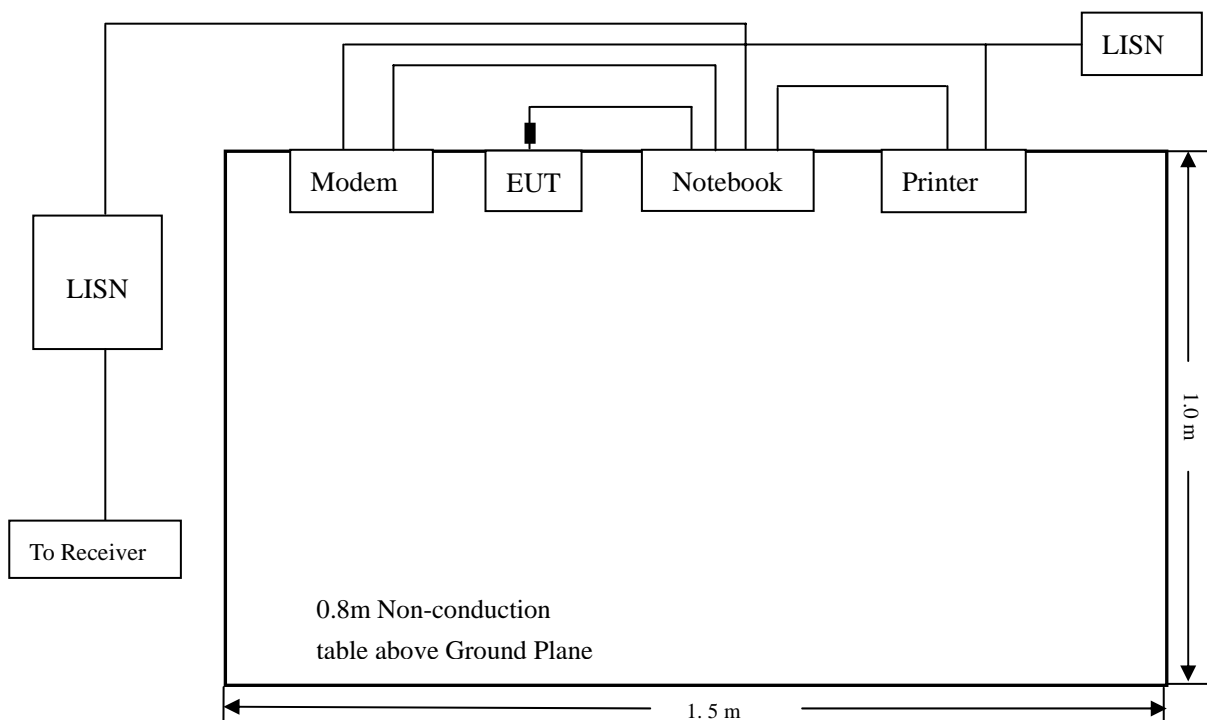 LISN
Modem
EUT
Notebook
Printer
LISN
To Receiver
1.0 m
0.8m Non-conduction
table above Ground Plane
1. 5 m